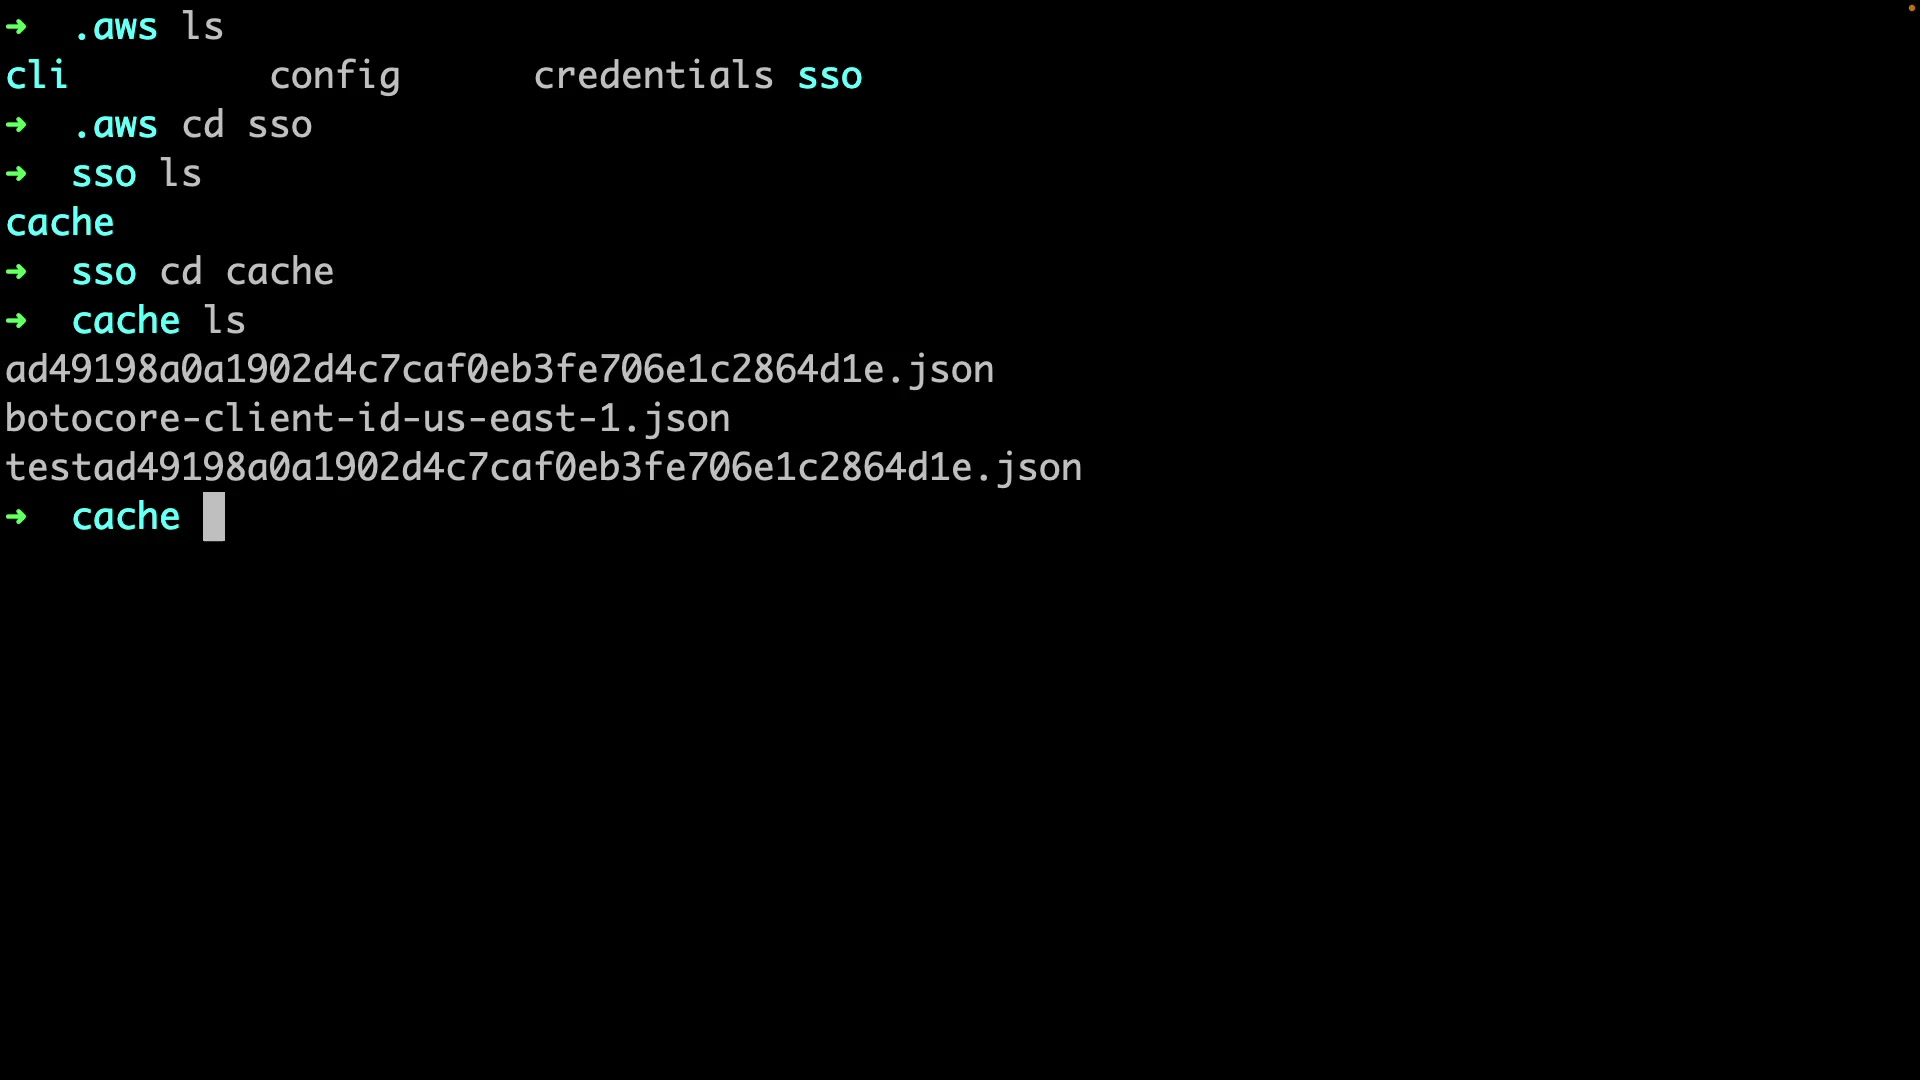 ➜  .aws ls
cli         config      credentials sso
➜  .aws cd sso
➜  sso ls
cache
➜  sso cd cache
➜  cache ls
ad49198a0a1902d4c7caf0eb3fe706e1c2864d1e.json
botocore-client-id-us-east-1.json
testad49198a0a1902d4c7caf0eb3fe706e1c2864d1e.json
➜  cache